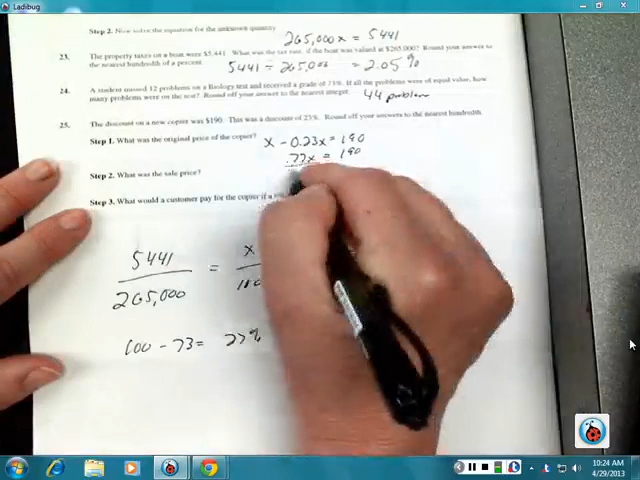 Ladibug
Step 2. Now solve the equation for the unknown quantity.
265,000x = 5441
23. The property taxes on a boat were $5,441. What was the tax rate, if the boat was valued at $265,000? Round your answer to
the nearest hundredth of a percent.
5441 ÷ 265,000 = 2.05%
24. A student missed 12 problems on a Biology test and received a grade of 73%. If all the problems were of equal value, how
many problems were on the test? Round off your answer to the nearest integer.
44 problem
25. The discount on a new copier was $190. This was a discount of 23%. Round off your answer to the nearest hundredth.
Step 1. What was the original price of the copier?
x - 0.23x = 190
.77x = 190
Step 2. What was the sale price?
Step 3. What would a customer pay for the copier if a
5441 = x
265,000
100 - 73 = 27%
10:24 AM
4/29/2013